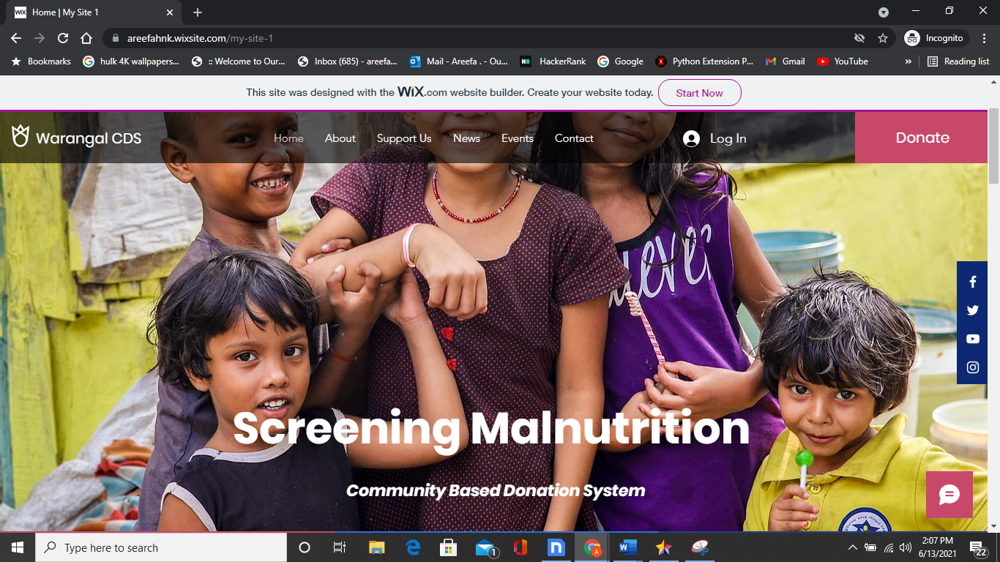 WiX Home | My Site 1
areefahnk.wixsite.com/my-site-1
Incognito
Bookmarks hulk 4K wallpapers... :: Welcome to Our... Inbox (685) - areefa... Mail - Areefa . - Ou... HackerRank Google Python Extension P... Gmail YouTube » Reading list
This site was designed with the WiX.com website builder. Create your website today. Start Now
Warangal CDS Home About Support Us News Events Contact Log In Donate
Screening Malnutrition
Community Based Donation System
Type here to search
1
2:07 PM
6/13/2021
22